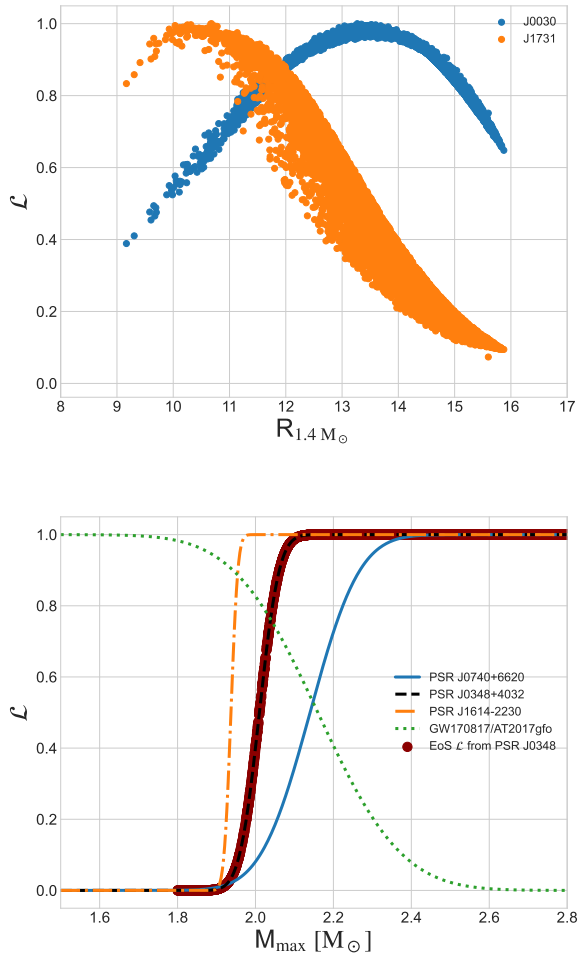 1.0
0.8
0.6
0.4
0.2
0.0
ℒ
J0030
J1731
8 9 10 11 12 13 14 15 16 17
R1.4 M⊙
1.0
0.8
0.6
0.4
0.2
0.0
ℒ
PSR J0740+6620
PSR J0348+4032
PSR J1614-2230
GW170817/AT2017gfo
EoS ℒ from PSR J0348
1.6 1.8 2.0 2.2 2.4 2.6 2.8
Mmax [M⊙]